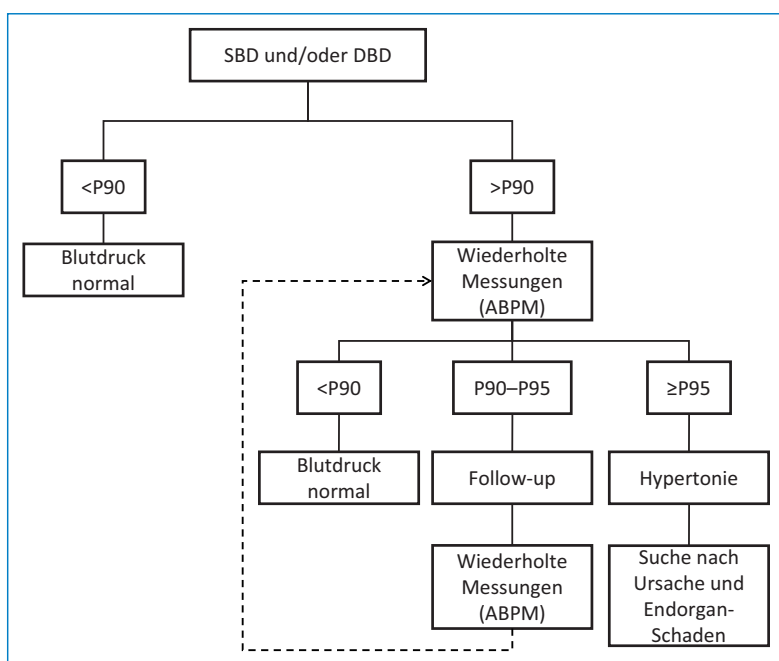 SBD und/oder DBD
<P90
>P90
Blutdruck
normal
Wiederholte
Messungen
(ABPM)
<P90
P90–P95
≥P95
Blutdruck
normal
Follow-up
Hypertonie
Wiederholte
Messungen
(ABPM)
Suche nach
Ursache und
Endorgan-
Schaden